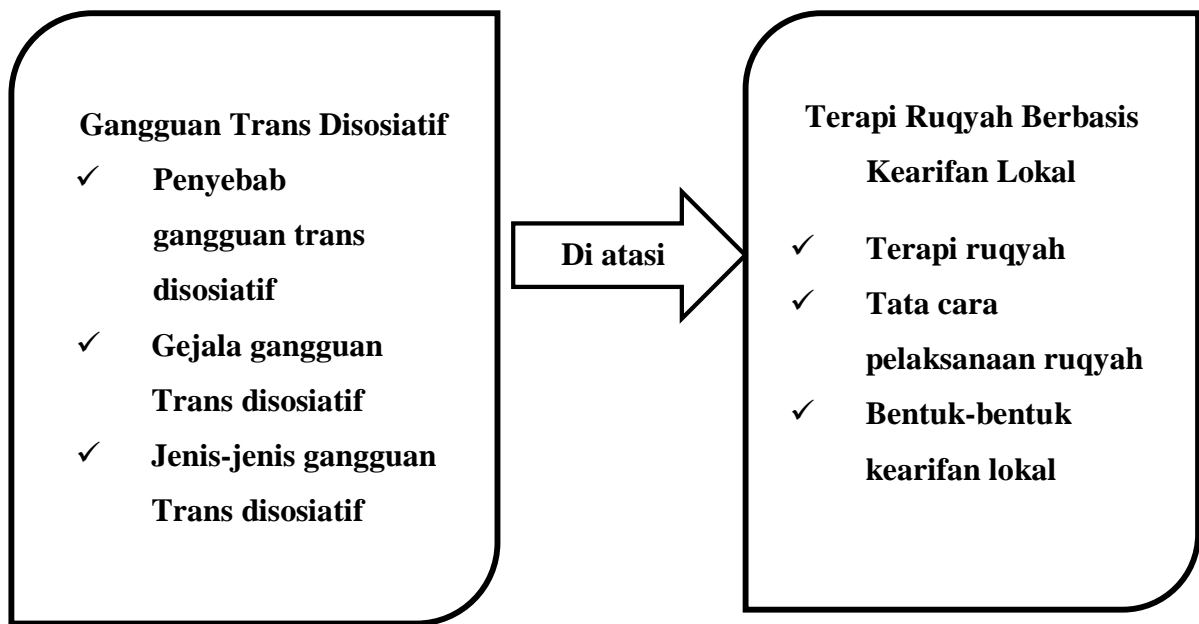 Gangguan Trans Disosiatif
✓ Penyebab
gangguan trans
disosiatif
✓ Gejala gangguan
Trans disosiatif
✓ Jenis-jenis gangguan
Trans disosiatif
Di atasi
Terapi Ruqyah Berbasis
Kearifan Lokal
✓ Terapi ruqyah
✓ Tata cara
pelaksanaan ruqyah
✓ Bentuk-bentuk
kearifan lokal